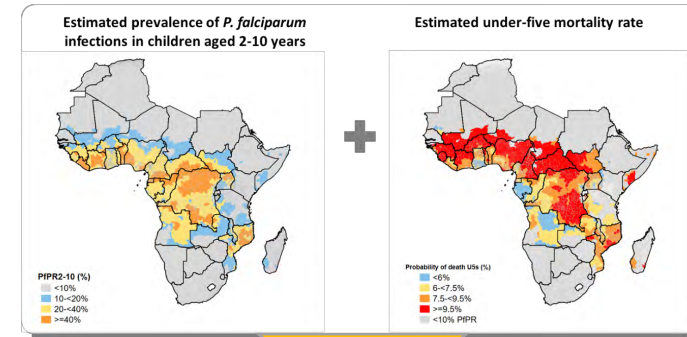 Estimated prevalence of P. falciparum
infections in children aged 2-10 years
Estimated under-five mortality rate
PfPR2-10 (%)
<10%
10-<20%
20-<40%
>=40%
Probability of death U5s (%)
<6%
6-<7.5%
7.5-<9.5%
>=9.5%
<10% PfPR